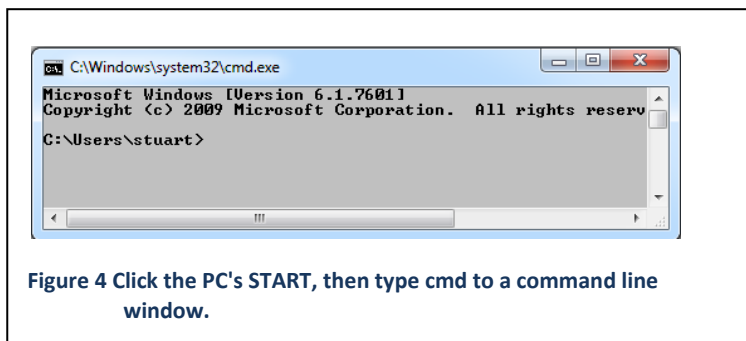 C:\Windows\system32\cmd.exe
Microsoft Windows [Version 6.1.7601]
Copyright (c) 2009 Microsoft Corporation.  All rights reserv
C:\Users\stuart>
Figure 4 Click the PC's START, then type cmd to a command line
window.